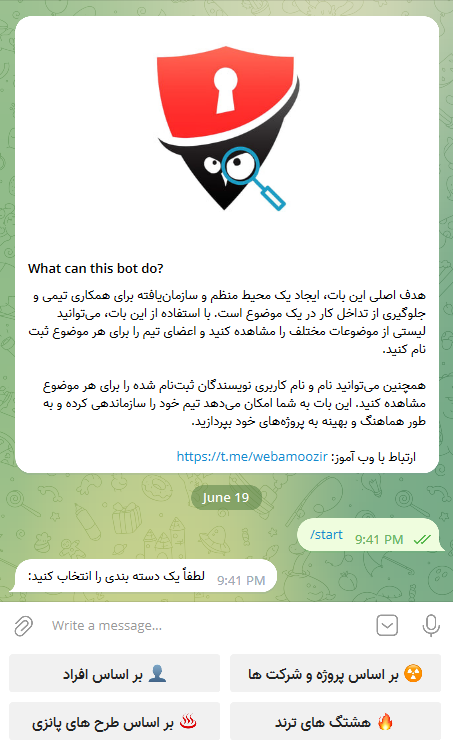 What can this bot do?
هدف اصلی این بات، ایجاد یک محیط منظم و سازمان‌یافته برای همکاری تیمی و
جلوگیری از تداخل کار در یک موضوع است. با استفاده از این بات، می‌توانید
لیستی از موضوعات مختلف را مشاهده کنید و اعضای تیم را برای هر موضوع ثبت
نام کنید.
همچنین می‌توانید نام و نام کاربری نویسندگان ثبت‌نام شده را برای هر موضوع
مشاهده کنید. این بات به شما امکان می‌دهد تیم خود را سازماندهی کرده و به
طور هماهنگ و بهینه به پروژه‌های خود بپردازید.
ارتباط با وب آموز: https://t.me/webamoozir
June 19
/start 9:41 PM
لطفاً یک دسته بندی را انتخاب کنید: 9:41 PM
Write a message...
👤 بر اساس افراد
☢️ بر اساس پروژه و شرکت ها
♨️ بر اساس طرح های پانزی
🔥 هشتگ های ترند